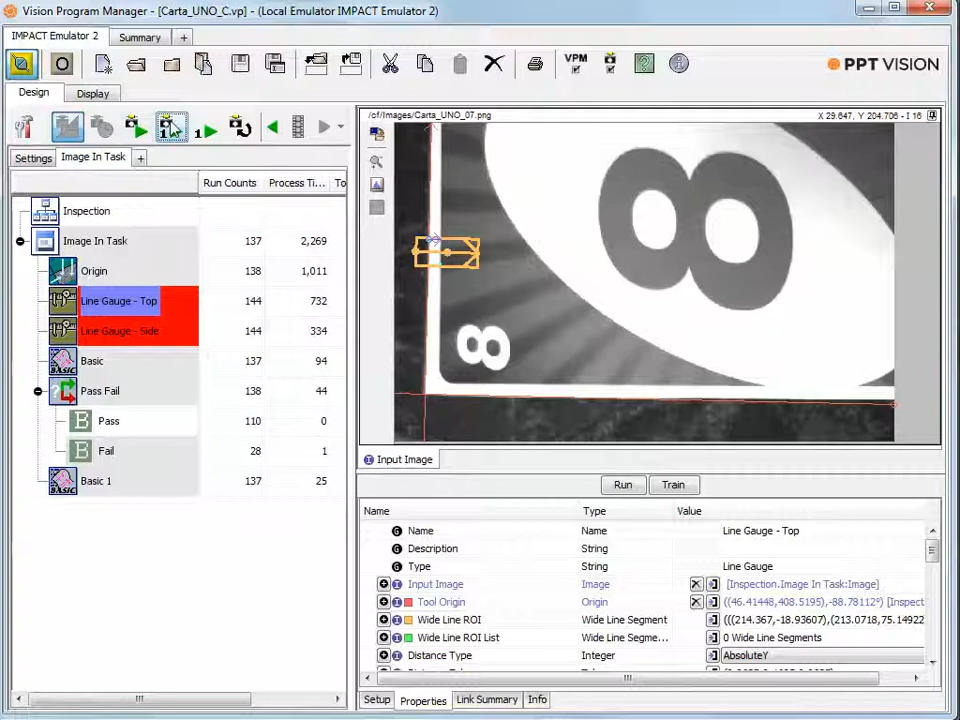 Vision Program Manager - [Carta_UNO_C.vp] - (Local Emulator IMPACT Emulator 2)
IMPACT Emulator 2 Summary +
VPM PPT VISION
Design Display
Settings Image In Task +
Run Counts Process Ti... To
Inspection
Image In Task 137 2,269
Origin 138 1,011
Line Gauge - Top 144 732
Line Gauge - Side 144 334
Basic 137 94
Pass Fail 138 44
Pass 110 0
Fail 28 1
Basic 1 137 25
/cf/Images/Carta_UNO_07.png X 29.647, Y 204.706 - I 16
8
8
Input Image
Run Train
Name Type Value
Name Name Line Gauge - Top
Description String
Type String Line Gauge
Input Image Image [Inspection.Image In Task:Image]
Tool Origin Origin ((46.41448,408.5195),-88.78112°) [Inspect
Wide Line ROI Wide Line Segment (((214.367,-18.93607),(213.0718,75.14922
Wide Line ROI List Wide Line Segme... 0 Wide Line Segments
Distance Type Integer AbsoluteY
Setup Properties Link Summary Info